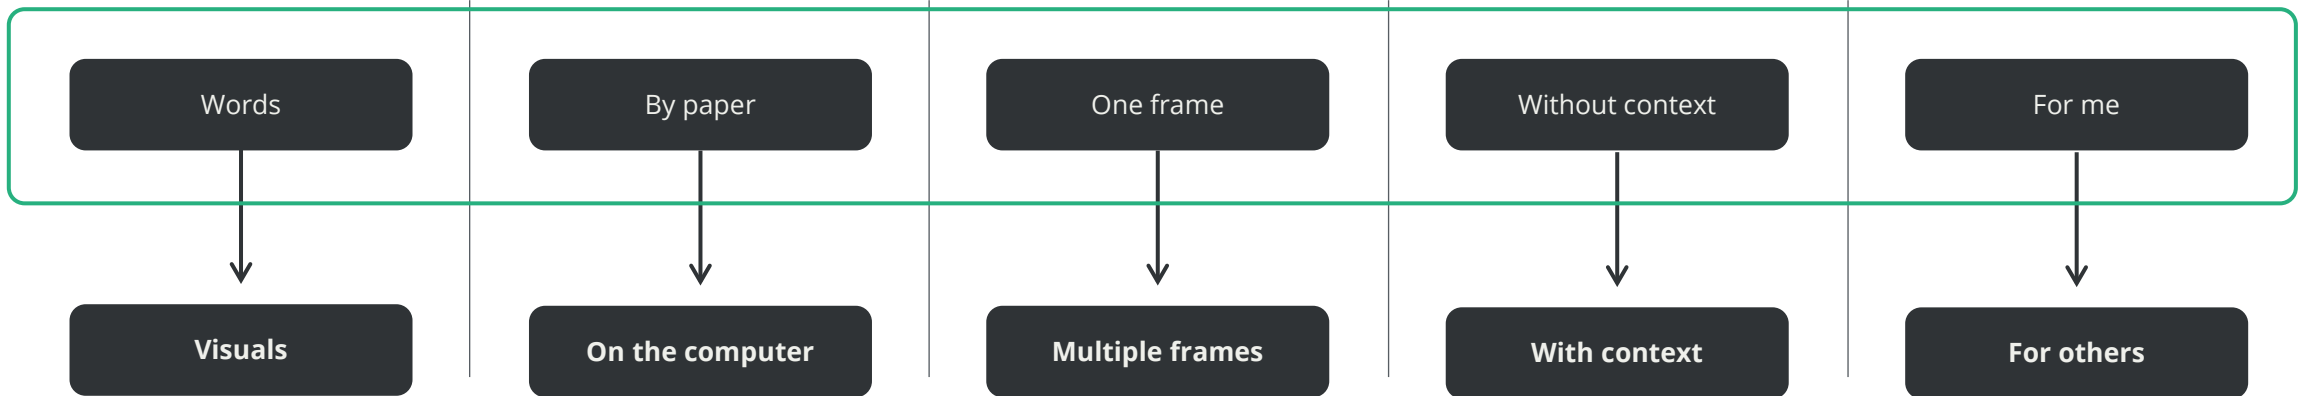 Words
By paper
One frame
Without context
For me
Visuals
On the computer
Multiple frames
With context
For others